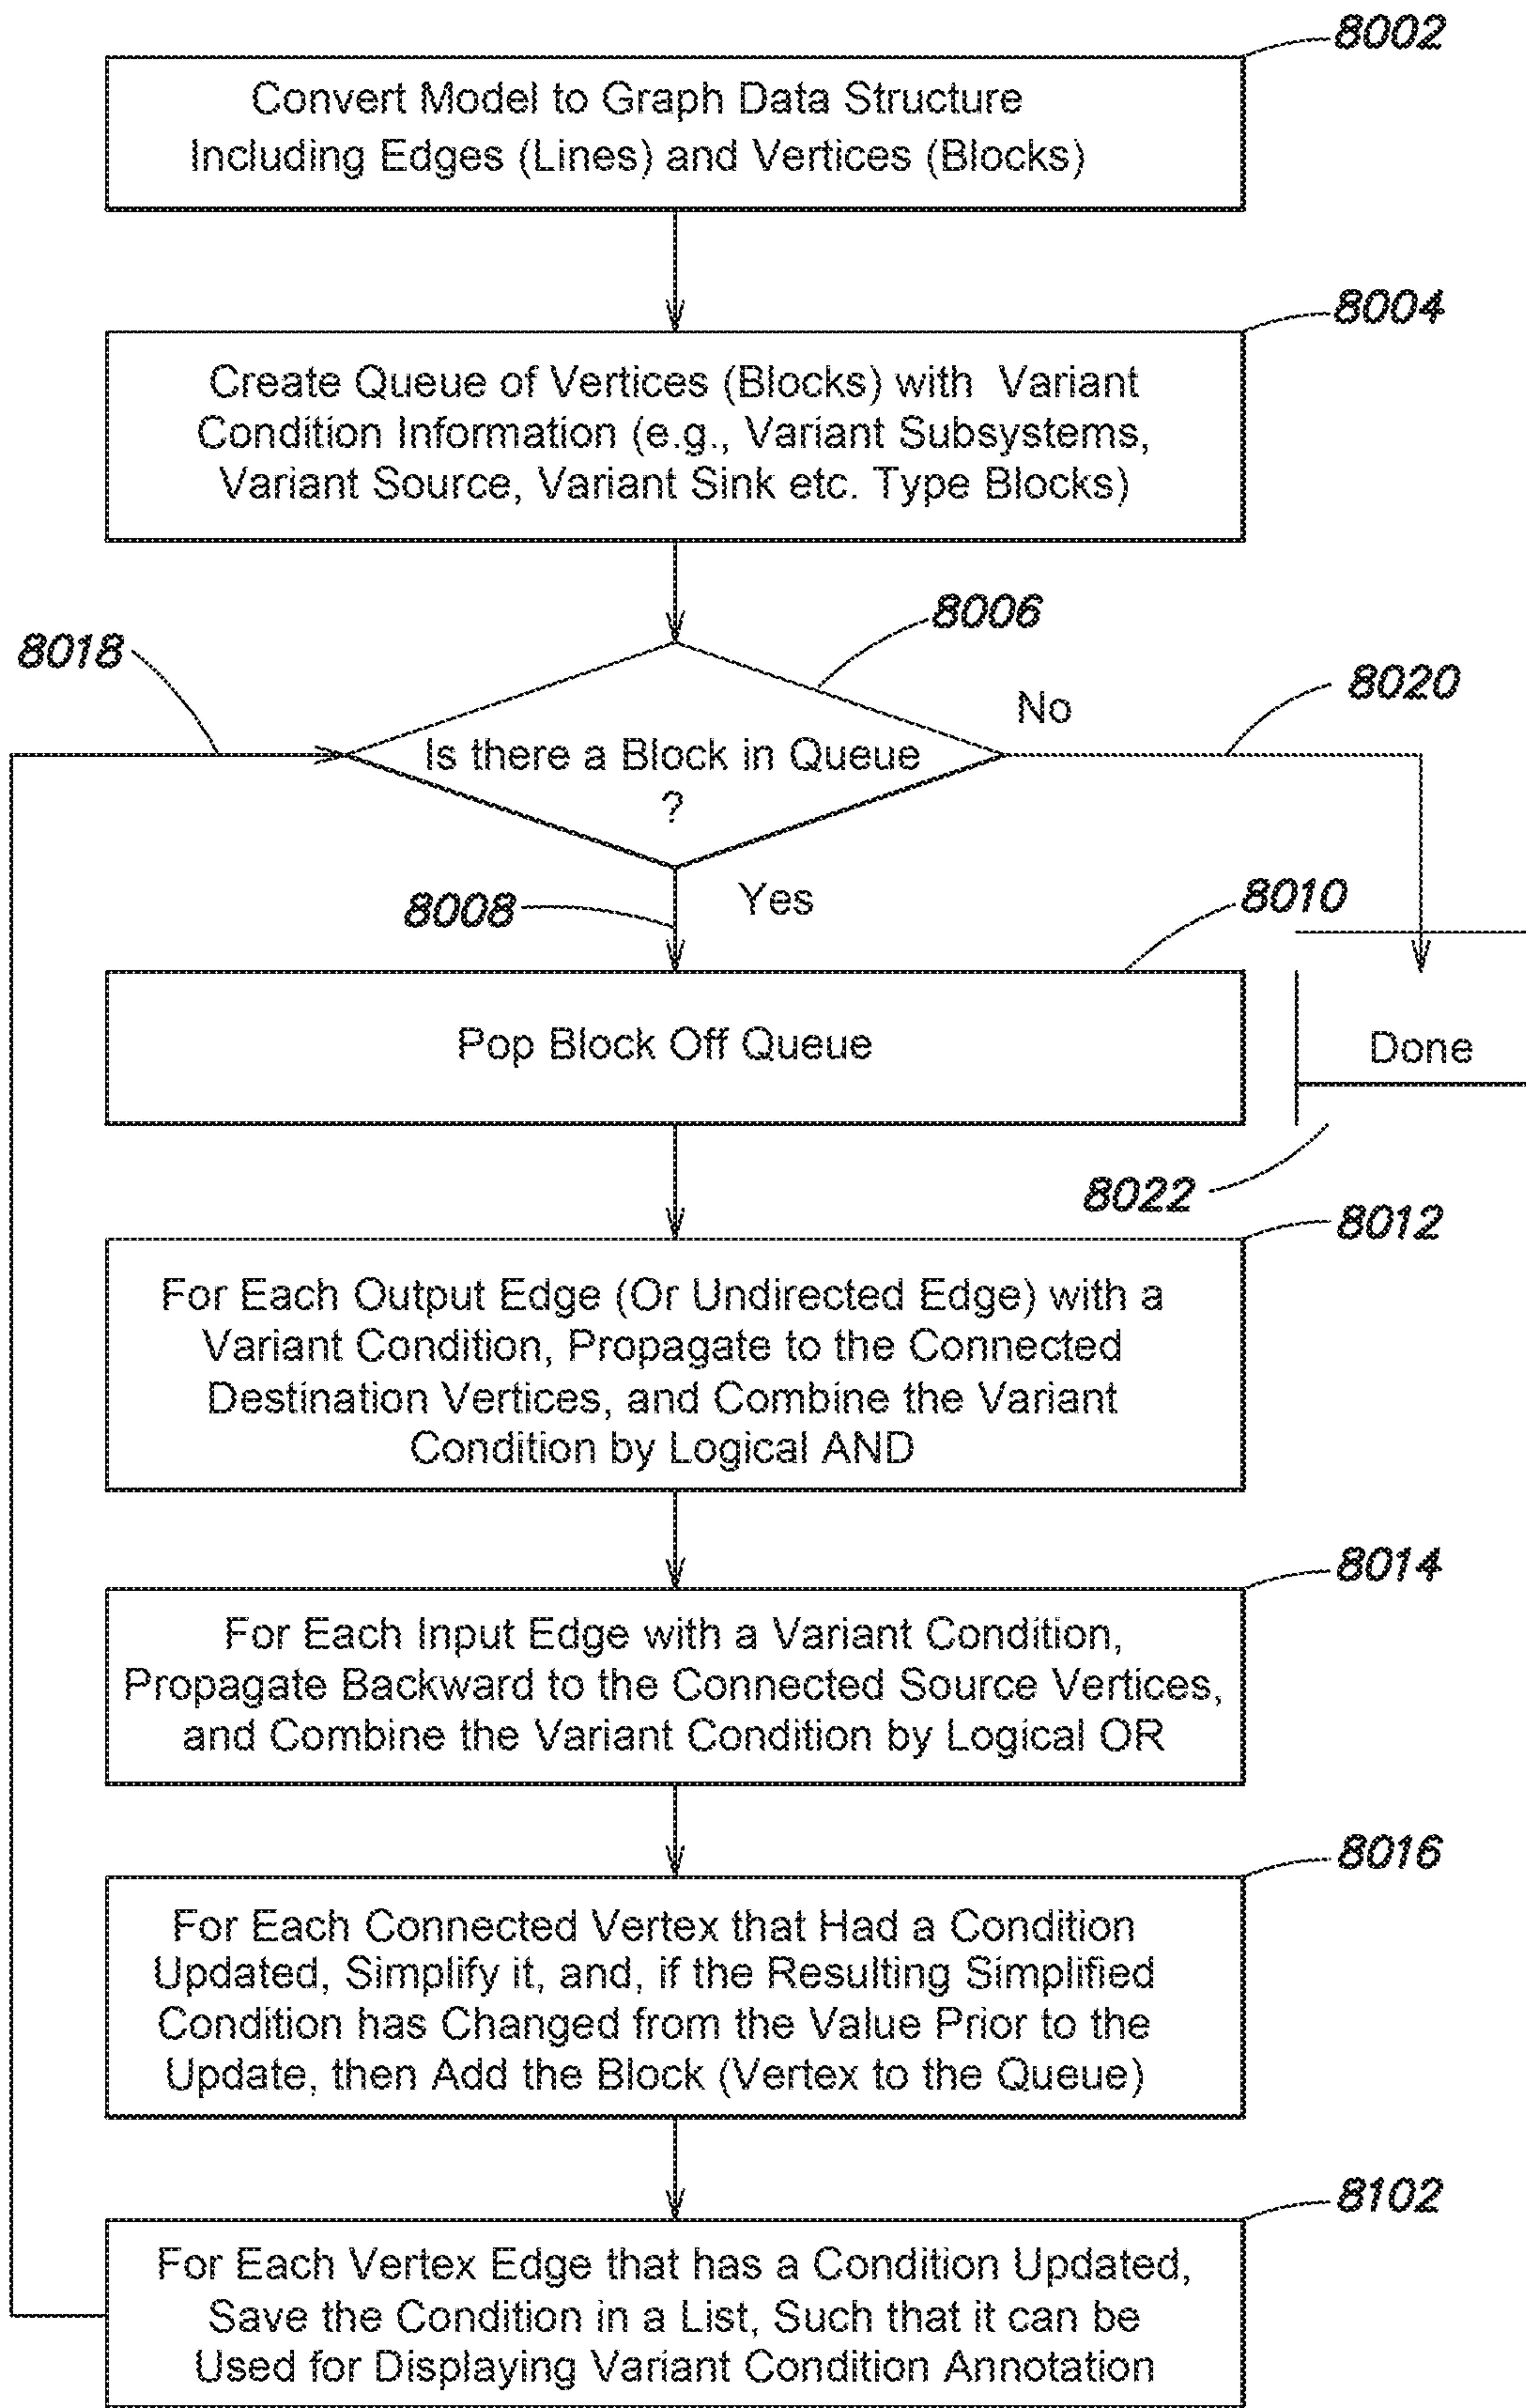 8002
Convert Model to Graph Data Structure
Including Edges (Lines) and Vertices (Blocks)
8004
Create Queue of Vertices (Blocks) with Variant
Condition Information (e.g., Variant Subsystems,
Variant Source, Variant Sink etc. Type Blocks)
8006
8018
No
8020
Is there a Block in Queue
?
8008
Yes
8010
Pop Block Off Queue
Done
8022
8012
For Each Output Edge (Or Undirected Edge) with a
Variant Condition, Propagate to the Connected
Destination Vertices, and Combine the Variant
Condition by Logical AND
8014
For Each Input Edge with a Variant Condition,
Propagate Backward to the Connected Source Vertices,
and Combine the Variant Condition by Logical OR
8016
For Each Connected Vertex that Had a Condition
Updated, Simplify it, and, if the Resulting Simplified
Condition has Changed from the Value Prior to the
Update, then Add the Block (Vertex to the Queue)
8102
For Each Vertex Edge that has a Condition Updated,
Save the Condition in a List, Such that it can be
Used for Displaying Variant Condition Annotation